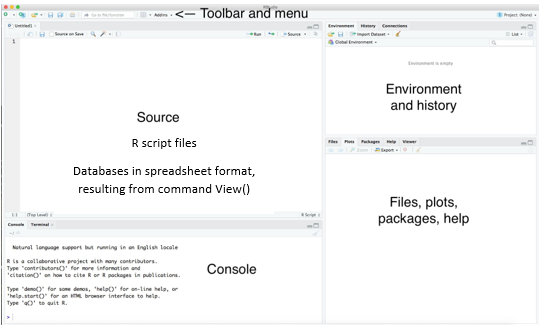 RStudio
Go to file/function
Addins
<— Toolbar and menu
Project: (None)
Untitled1
Source on Save
Run
Source
1
Source
R script files
Databases in spreadsheet format,
resulting from command View()
1:1
(Top Level)
R Script
Console
Terminal
Natural language support but running in an English locale
R is a collaborative project with many contributors.
Type 'contributors()' for more information and
'citation()' on how to cite R or R packages in publications.
Type 'demo()' for some demos, 'help()' for on-line help, or
'help.start()' for an HTML browser interface to help.
Type 'q()' to quit R.
>
Console
Environment
History
Connections
Import Dataset
List
Global Environment
Environment is empty
Environment
and history
Files
Plots
Packages
Help
Viewer
Zoom
Export
Files, plots,
packages, help